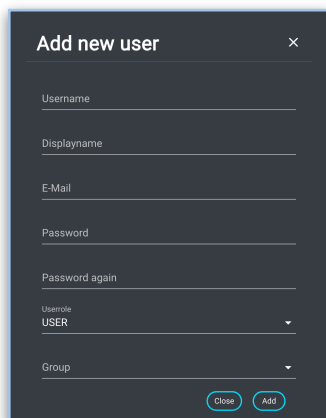 Add new user
Username
Displayname
E-Mail
Password
Password again
Userrole
USER
Group
Close Add